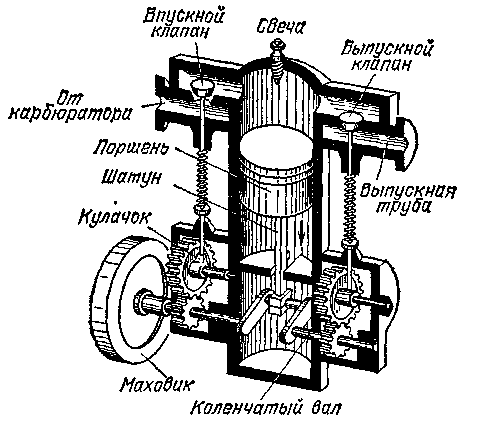 Впускной
клапан
Свеча
Выпускной
клапан
От
карбюратора
Поршень
Шатун
Выпускная
труба
Кулачок
Маховик
Коленчатый вал